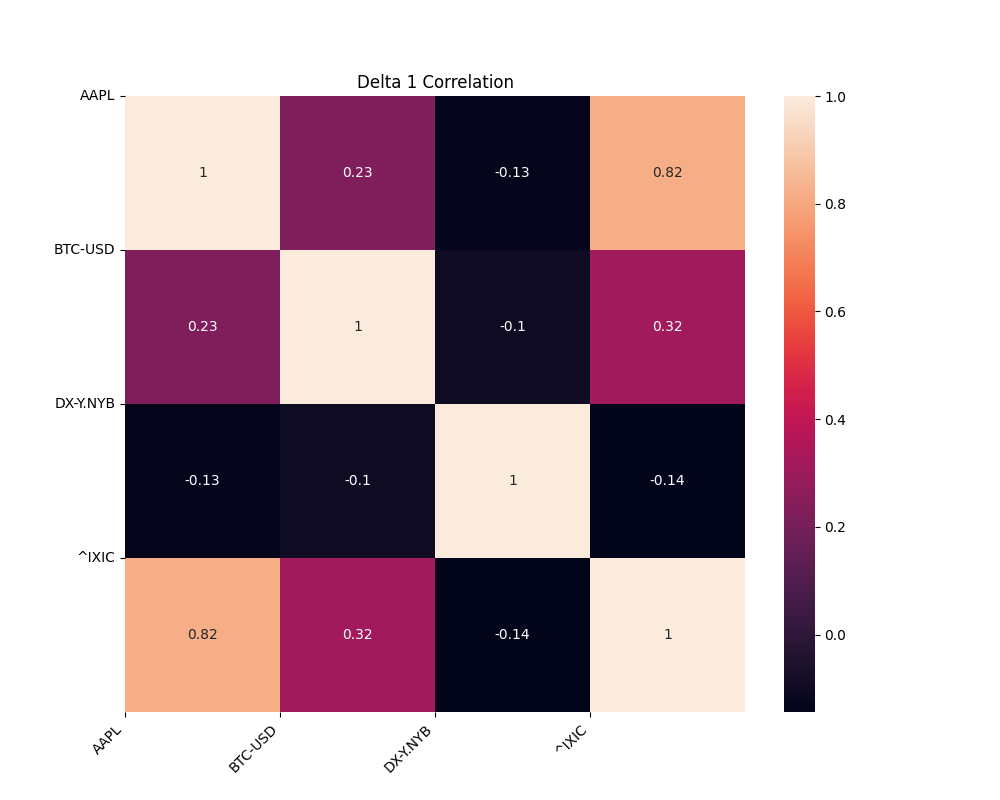 Delta 1 Correlation
AAPL
1
0.23
-0.13
0.82
BTC-USD
0.23
1
-0.1
0.32
DX-Y.NYB
-0.13
-0.1
1
-0.14
^IXIC
0.82
0.32
-0.14
1
AAPL
BTC-USD
DX-Y.NYB
^IXIC
1.0
0.8
0.6
0.4
0.2
0.0